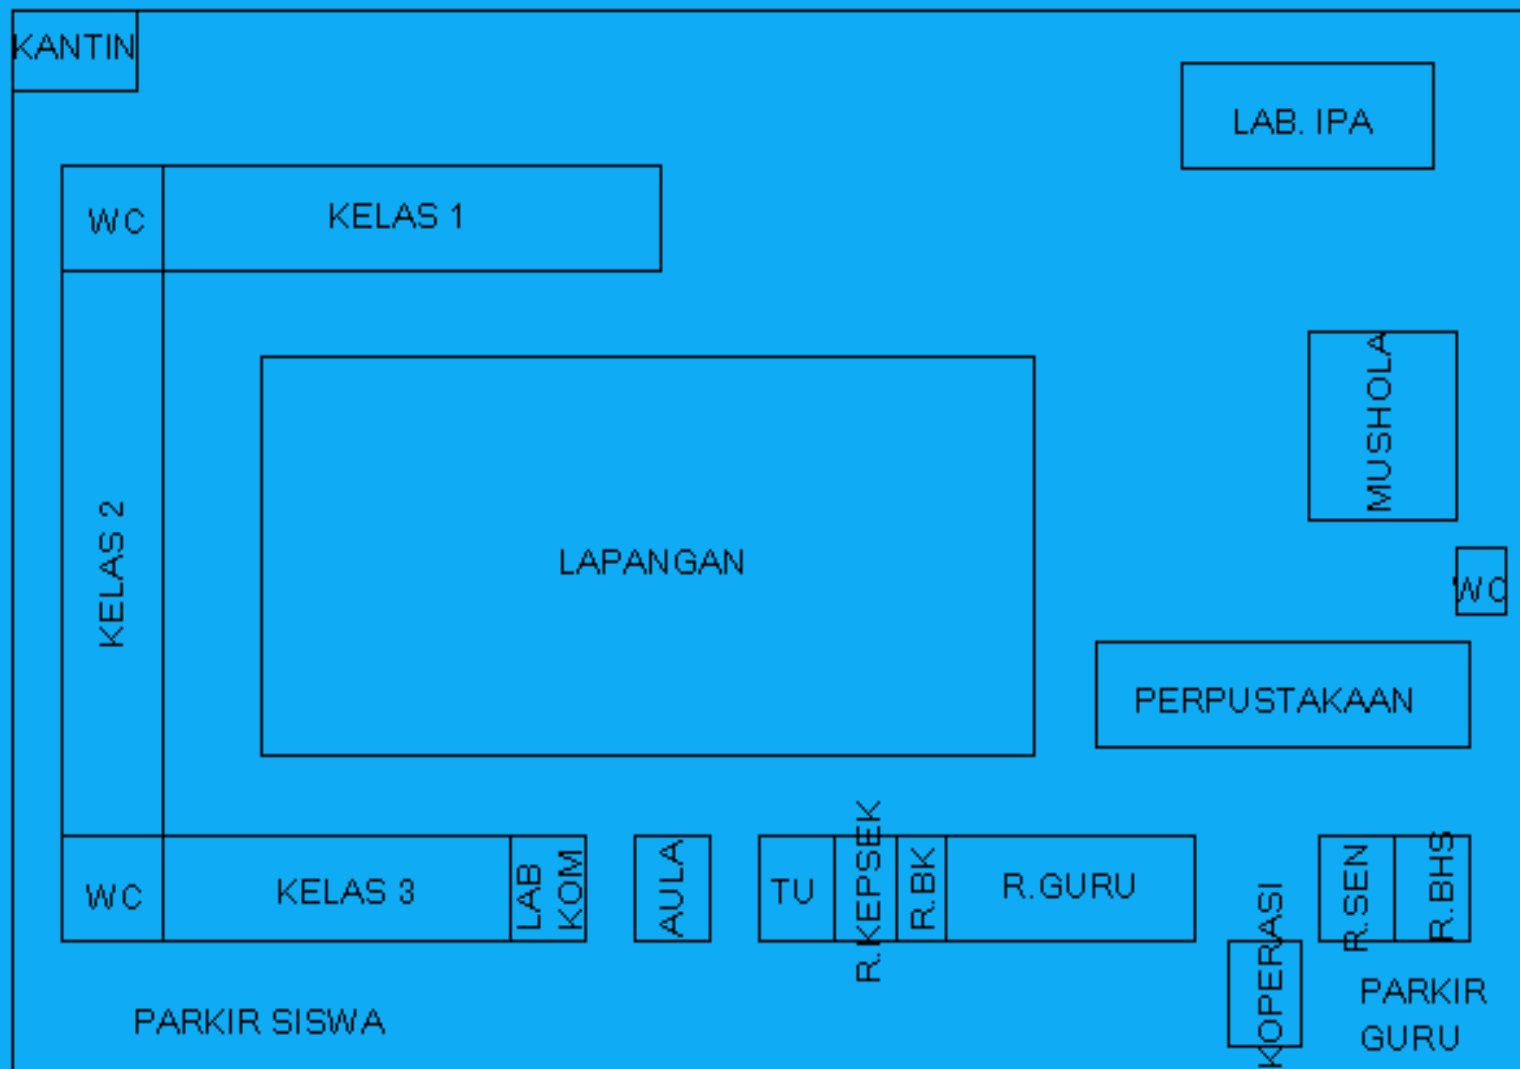 KANTIN
LAB. IPA
WC
KELAS 1
MUSHOLA
KELAS 2
LAPANGAN
WC
PERPUSTAKAAN
WC
KELAS 3
LAB
KOM
AULA
TU
R.KEPSEK
R.BK
R.GURU
KOPERASI
R.SEN
R.BHS
PARKIR SISWA
PARKIR
GURU